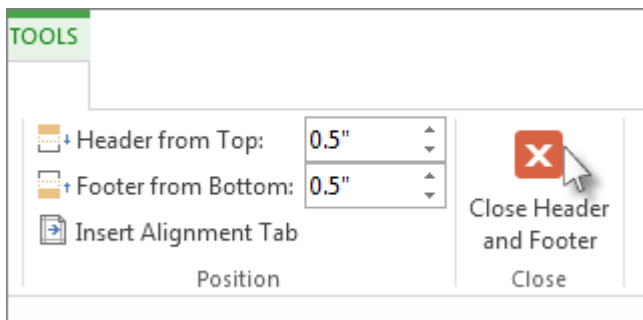 TOOLS
Header from Top: 0.5"
Footer from Bottom: 0.5"
Insert Alignment Tab
Position
Close Header
and Footer
Close